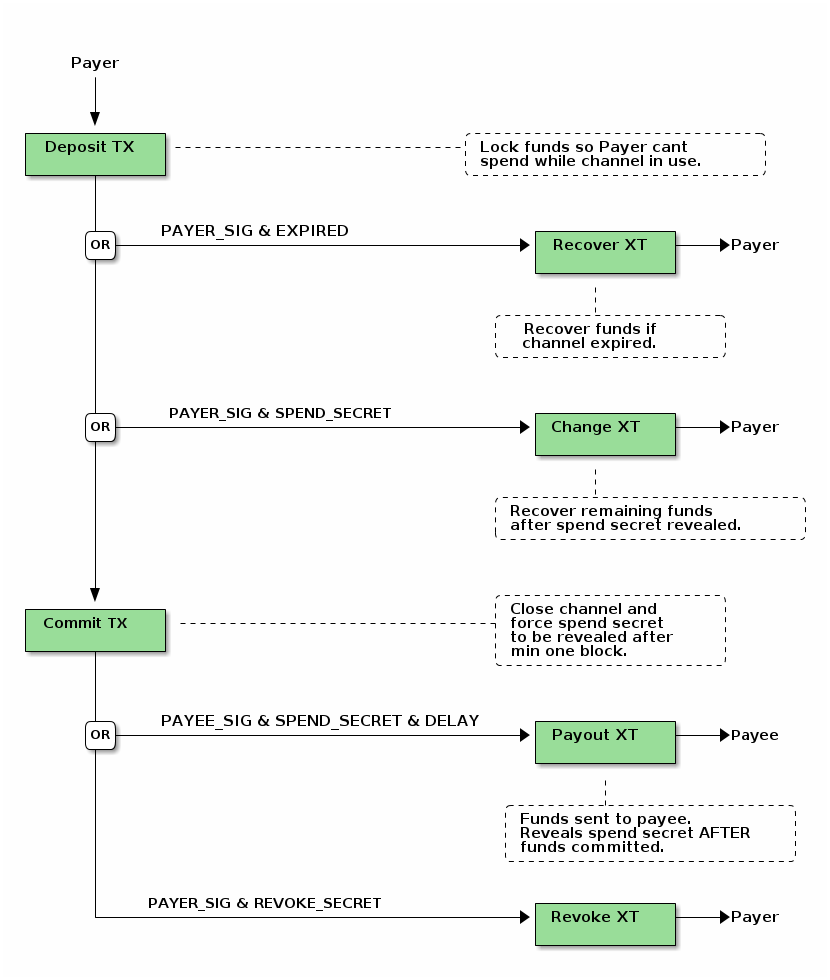 Payer
Deposit TX
Lock funds so Payer cant
spend while channel in use.
PAYER_SIG & EXPIRED
OR
Recover XT
Payer
Recover funds if
channel expired.
PAYER_SIG & SPEND_SECRET
OR
Change XT
Payer
Recover remaining funds
after spend secret revealed.
Commit TX
Close channel and
force spend secret
to be revealed after
min one block.
PAYEE_SIG & SPEND_SECRET & DELAY
OR
Payout XT
Payee
Funds sent to payee.
Reveals spend secret AFTER
funds committed.
PAYER_SIG & REVOKE_SECRET
Revoke XT
Payer